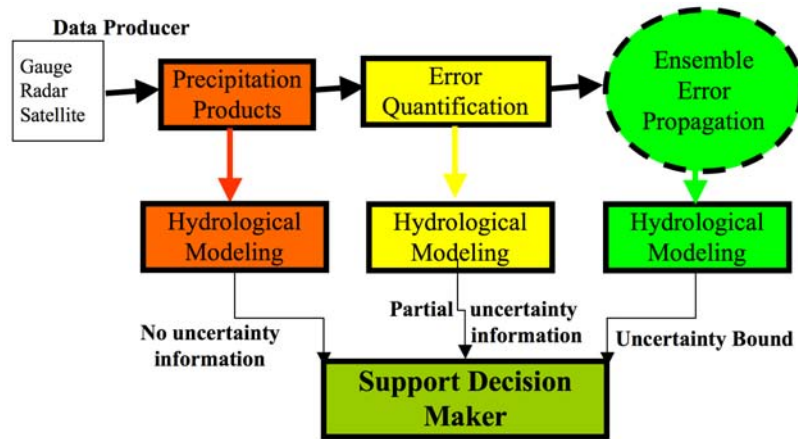 Data Producer
Gauge
Radar
Satellite
Precipitation
Products
Error
Quantification
Ensemble
Error
Propagation
Hydrological
Modeling
Hydrological
Modeling
Hydrological
Modeling
No uncertainty
information
Partial uncertainty
information
Uncertainty Bound
Support Decision
Maker